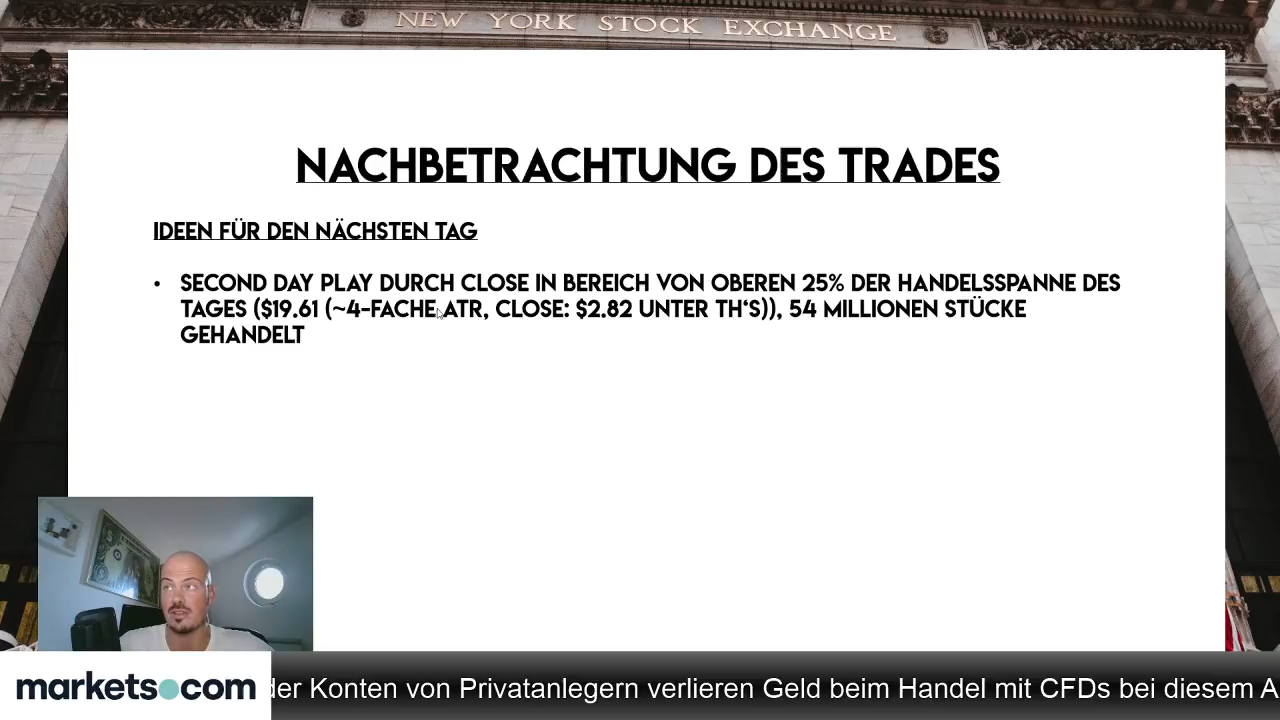 NEW YORK STOCK EXCHANGE
NACHBETRACHTUNG DES TRADES
IDEEN FÜR DEN NÄCHSTEN TAG
• SECOND DAY PLAY DURCH CLOSE IN BEREICH VON OBEREN 25% DER HANDELSSPANNE DES
TAGES ($19.61 (~4-FACHE ATR, CLOSE: $2.82 UNTER TH‘S)), 54 MILLIONEN STÜCKE
GEHANDELT
markets.com
der Konten von Privatanlegern verlieren Geld beim Handel mit CFDs bei diesem A